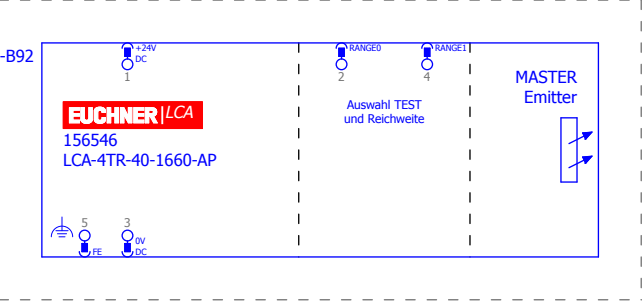 -B92
+24V
DC
1
RANGE0
2
RANGE1
4
MASTER
Emitter
EUCHNER|LCA
Auswahl TEST
und Reichweite
156546
LCA-4TR-40-1660-AP
5
FE
3
0V
DC